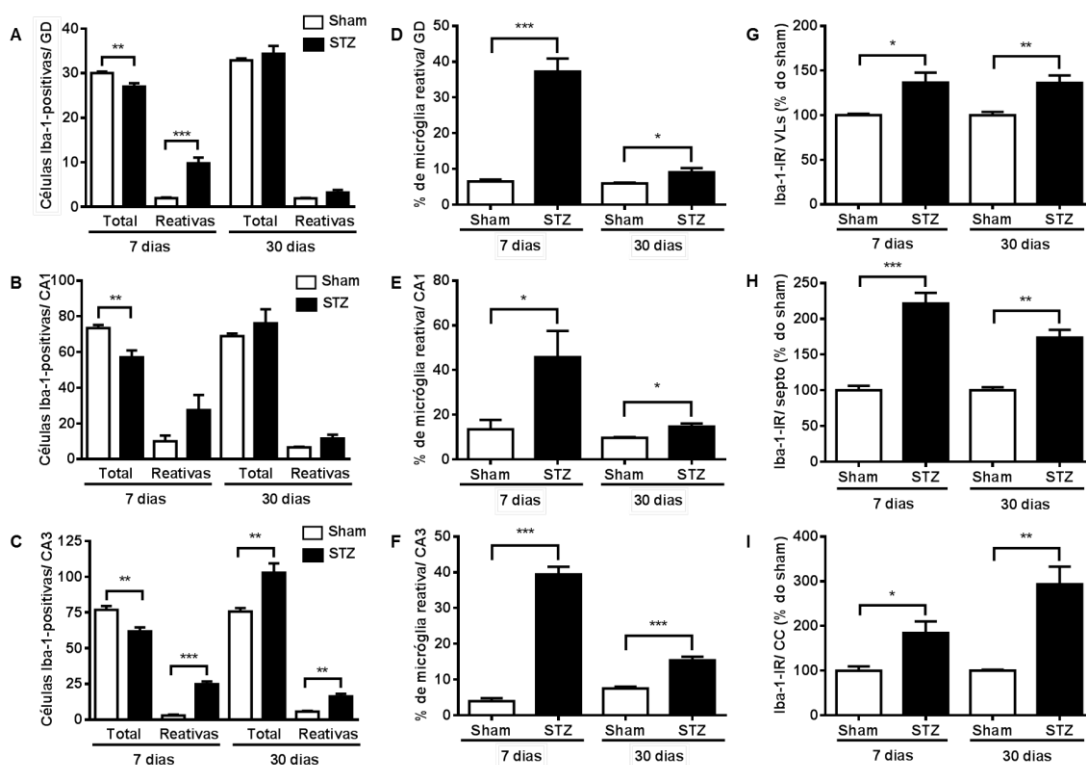 A
Células Iba-1-positivas/ GD
40
30
20
10
0
**
***
Sham
STZ
Total Reativas Total Reativas
7 dias 30 dias
D
% de micróglia reativa/ GD
50
40
30
20
10
0
***
*
Sham STZ Sham STZ
7 dias 30 dias
G
Iba-1-IR/ VLs (% do sham)
200
150
100
50
0
*
**
Sham STZ Sham STZ
7 dias 30 dias
B
Células Iba-1-positivas/ CA1
100
80
60
40
20
0
**
Sham
STZ
Total Reativas Total Reativas
7 dias 30 dias
E
% de micróglia reativa/ CA1
80
60
40
20
0
*
*
Sham STZ Sham STZ
7 dias 30 dias
H
Iba-1-IR/ septo (% do sham)
250
200
150
100
50
0
***
**
Sham STZ Sham STZ
7 dias 30 dias
C
Células Iba-1-positivas/ CA3
125
100
75
50
25
0
**
***
**
**
Sham
STZ
Total Reativas Total Reativas
7 dias 30 dias
F
% de micróglia reativa/ CA3
50
40
30
20
10
0
***
***
Sham STZ Sham STZ
7 dias 30 dias
I
Iba-1-IR/ CC (% do sham)
400
300
200
100
0
*
**
Sham STZ Sham STZ
7 dias 30 dias